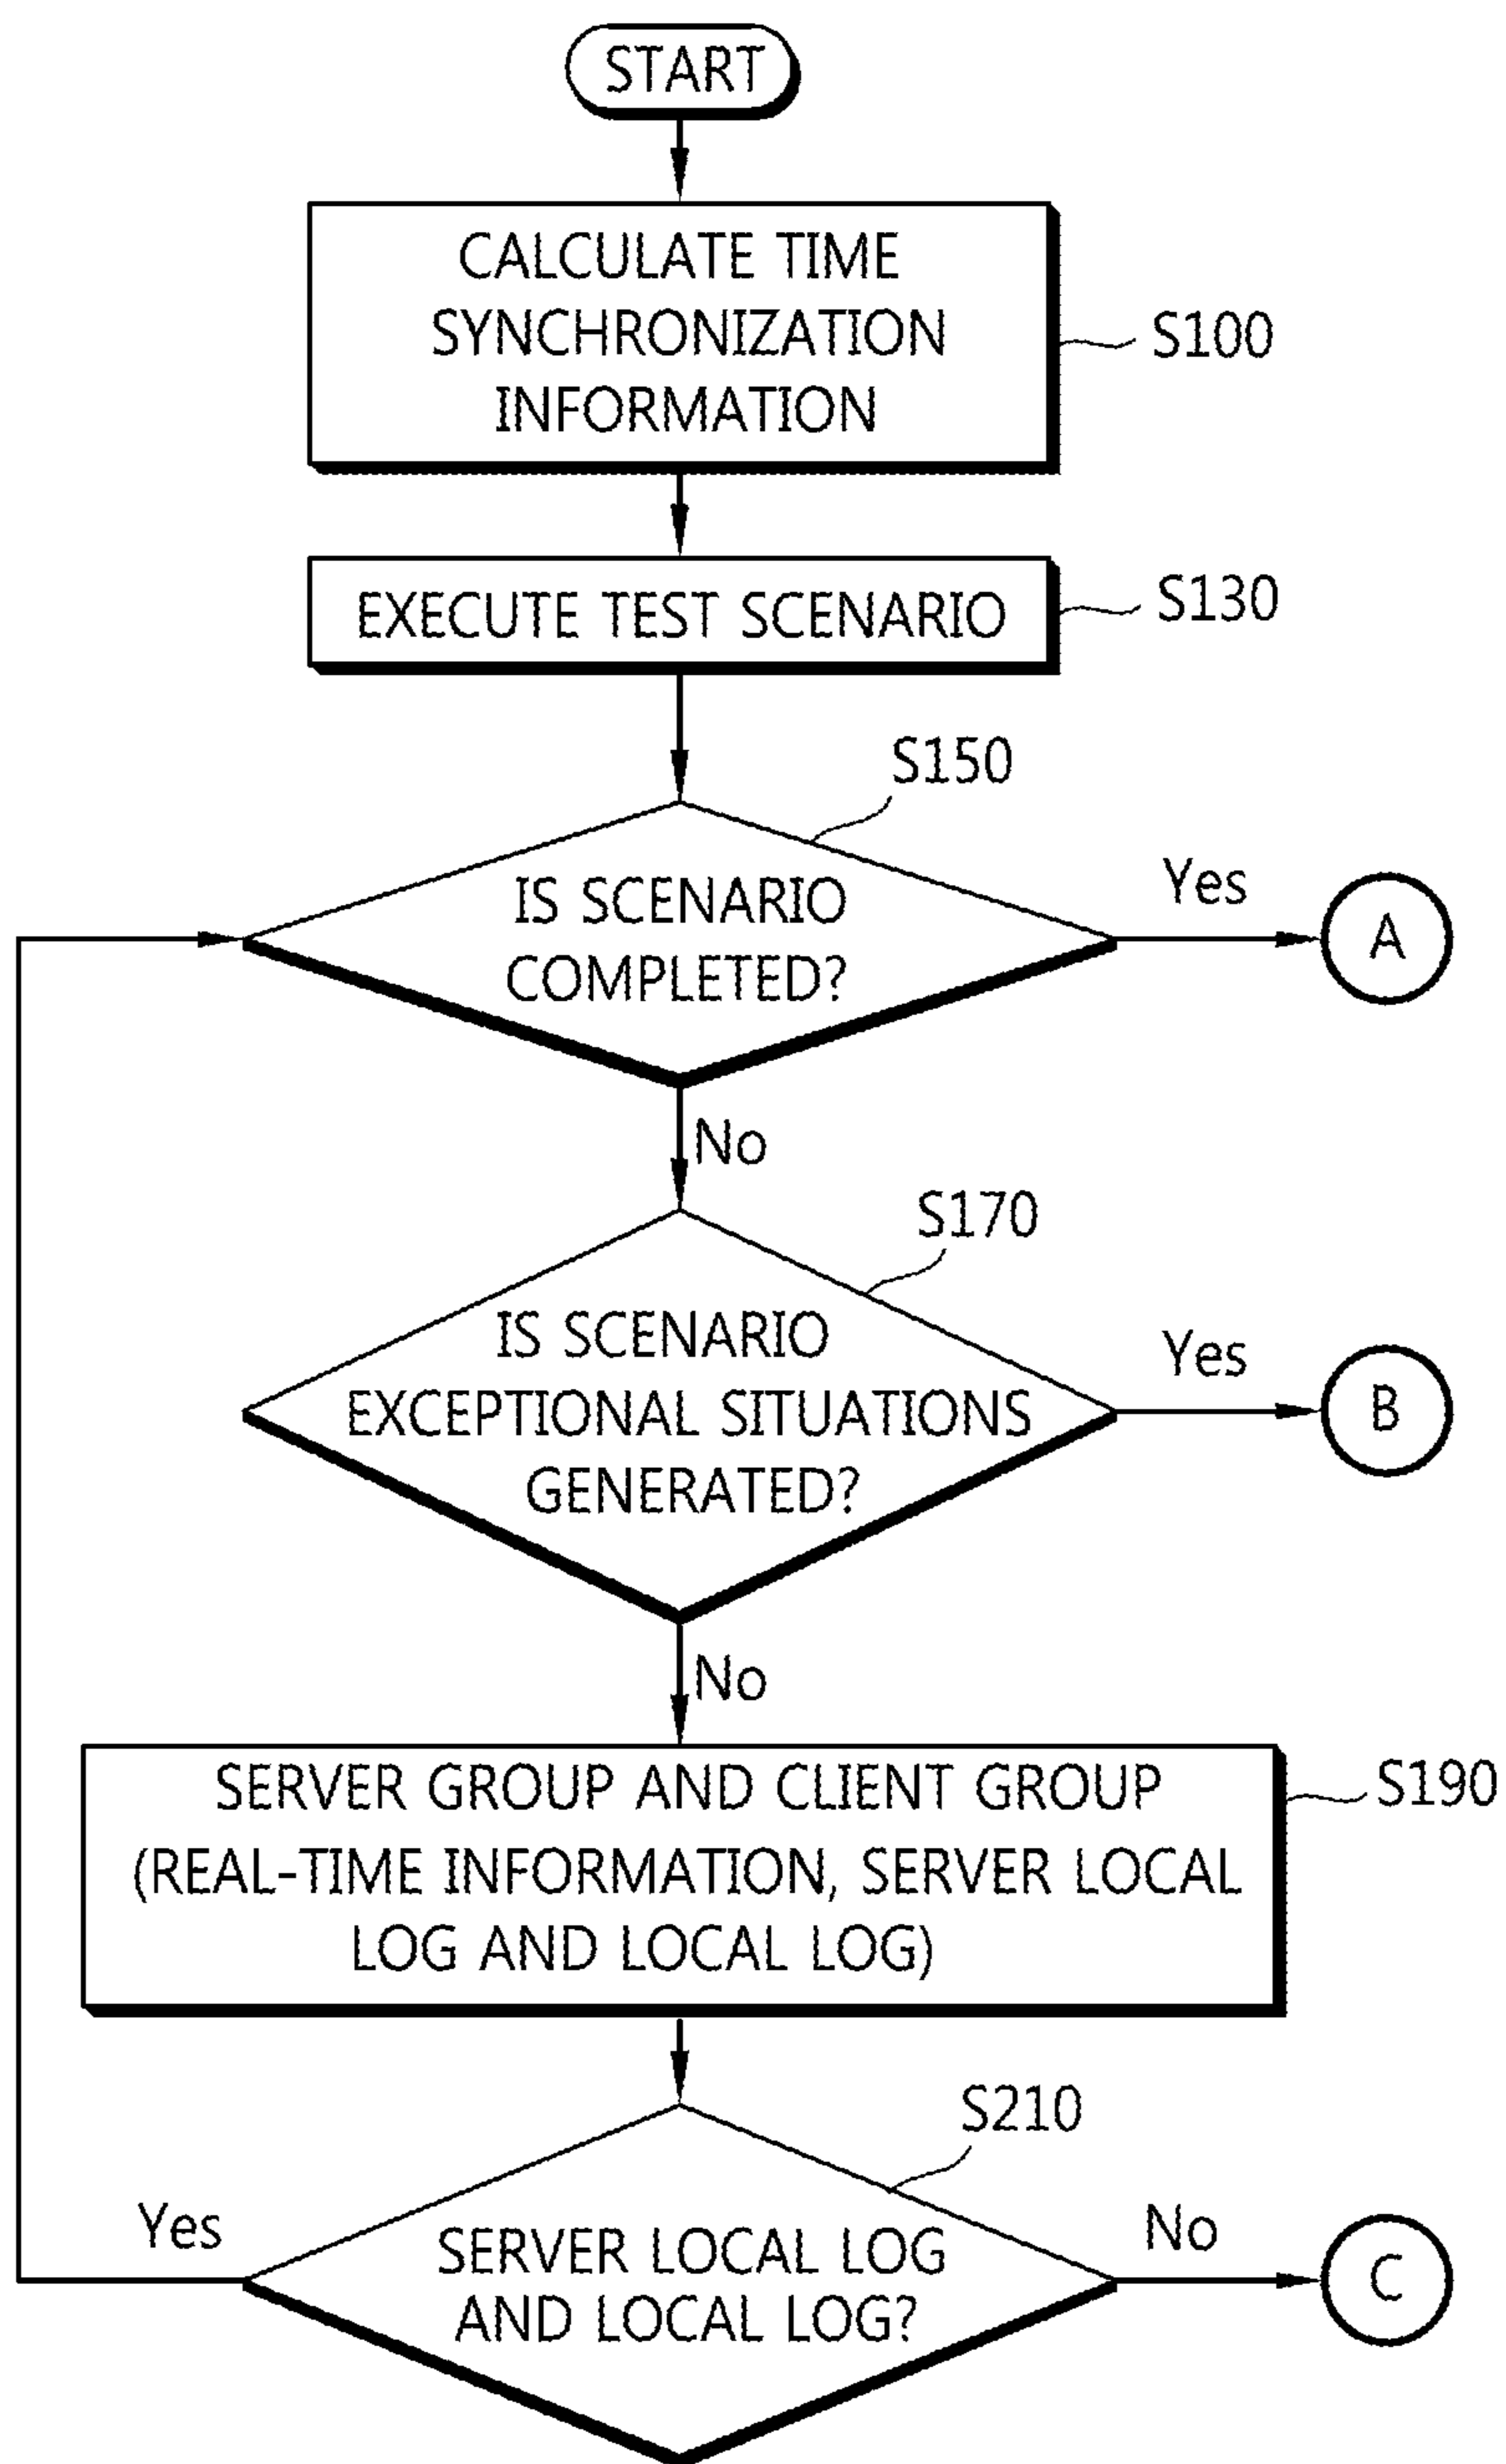 START
CALCULATE TIME
SYNCHRONIZATION
INFORMATION
S100
EXECUTE TEST SCENARIO
S130
S150
IS SCENARIO
COMPLETED?
Yes
A
No
S170
IS SCENARIO
EXCEPTIONAL SITUATIONS
GENERATED?
Yes
B
No
SERVER GROUP AND CLIENT GROUP
(REAL-TIME INFORMATION, SERVER LOCAL
LOG AND LOCAL LOG)
S190
S210
Yes
SERVER LOCAL LOG
AND LOCAL LOG?
No
C